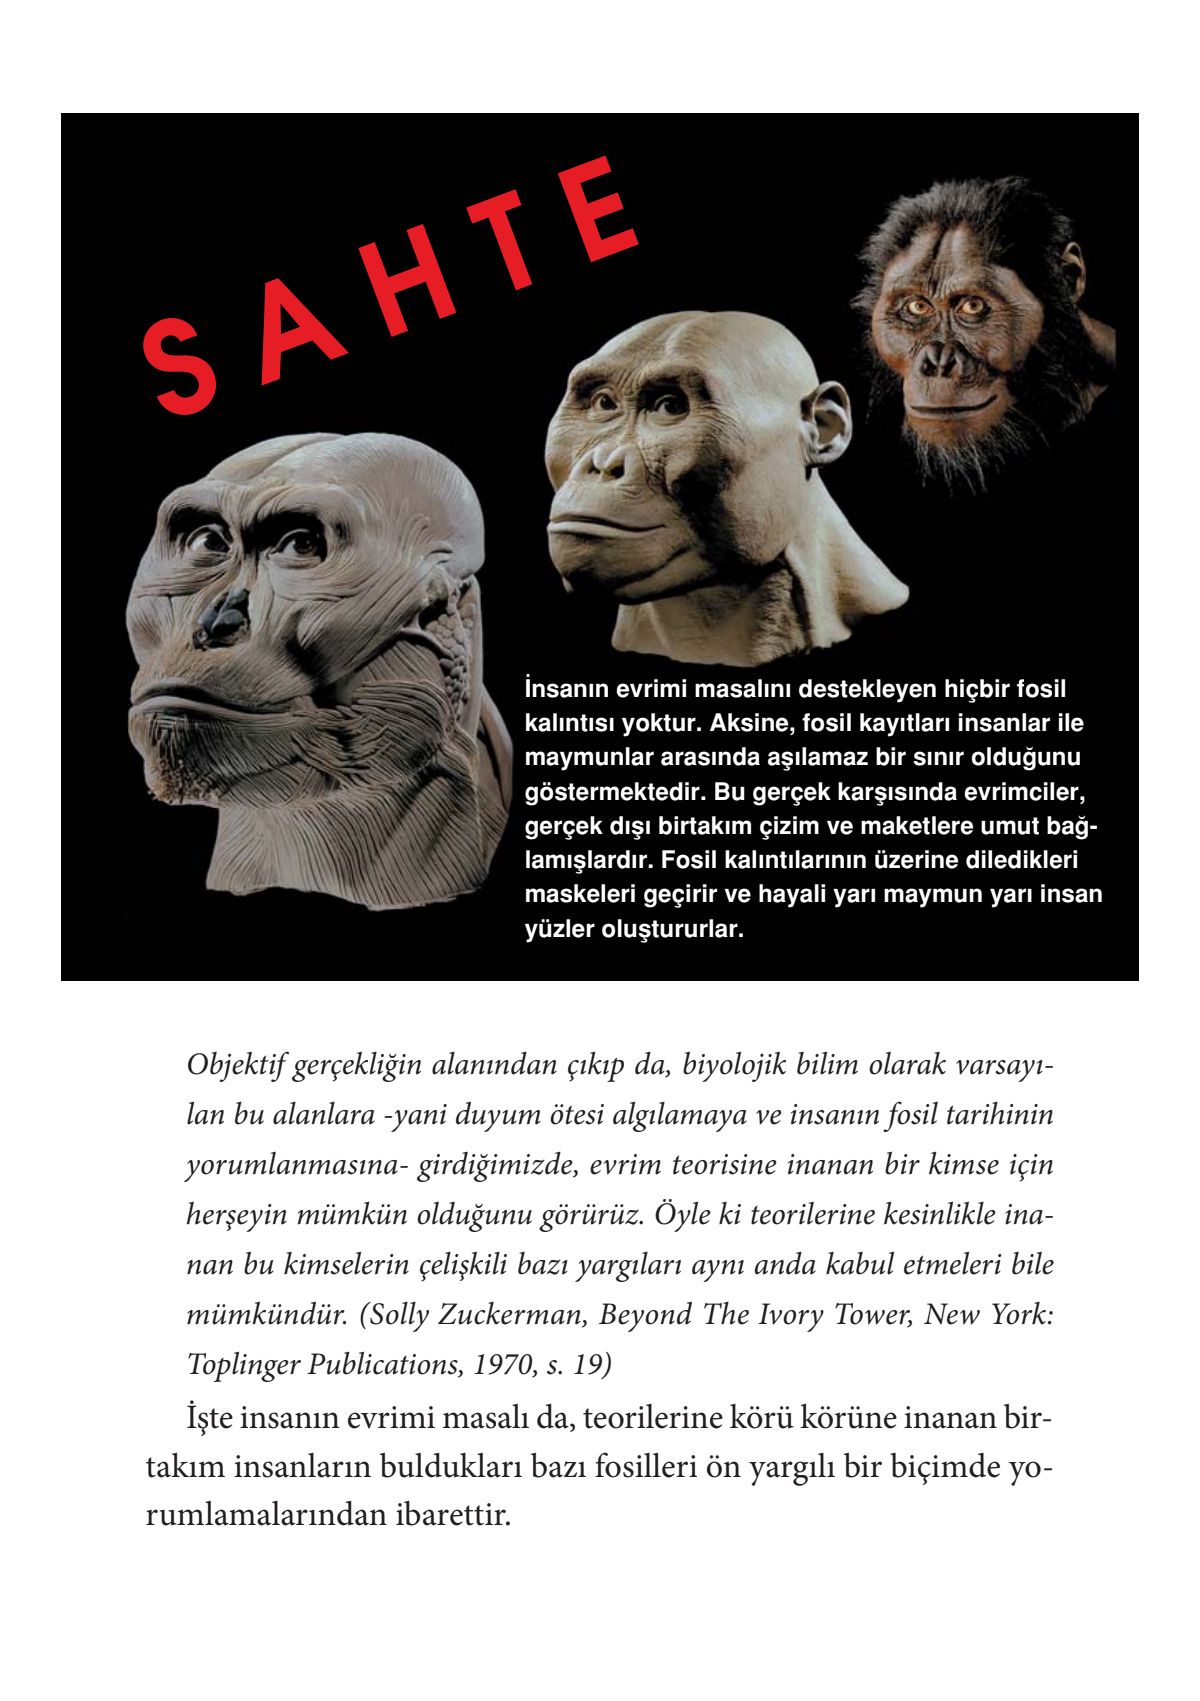 SAHTE
İnsanın evrimi masalını destekleyen hiçbir fosil
kalıntısı yoktur. Aksine, fosil kayıtları insanlar ile
maymunlar arasında aşılamaz bir sınır olduğunu
göstermektedir. Bu gerçek karşısında evrimciler,
gerçek dışı birtakım çizim ve maketlere umut bağ-
lamışlardır. Fosil kalıntılarının üzerine diledikleri
maskeleri geçirir ve hayali yarı maymun yarı insan
yüzler oluştururlar.
Objektif gerçekliğin alanından çıkıp da, biyolojik bilim olarak varsayı-
lan bu alanlara -yani duyum ötesi algılamaya ve insanın fosil tarihinin
yorumlanmasına- girdiğimizde, evrim teorisine inanan bir kimse için
herşeyin mümkün olduğunu görürüz. Öyle ki teorilerine kesinlikle ina-
nan bu kimselerin çelişkili bazı yargıları aynı anda kabul etmeleri bile
mümkündür. (Solly Zuckerman, Beyond The Ivory Tower, New York:
Toplinger Publications, 1970, s. 19)
İşte insanın evrimi masalı da, teorilerine körü körüne inanan bir-
takım insanların buldukları bazı fosilleri ön yargılı bir biçimde yo-
rumlamalarından ibarettir.